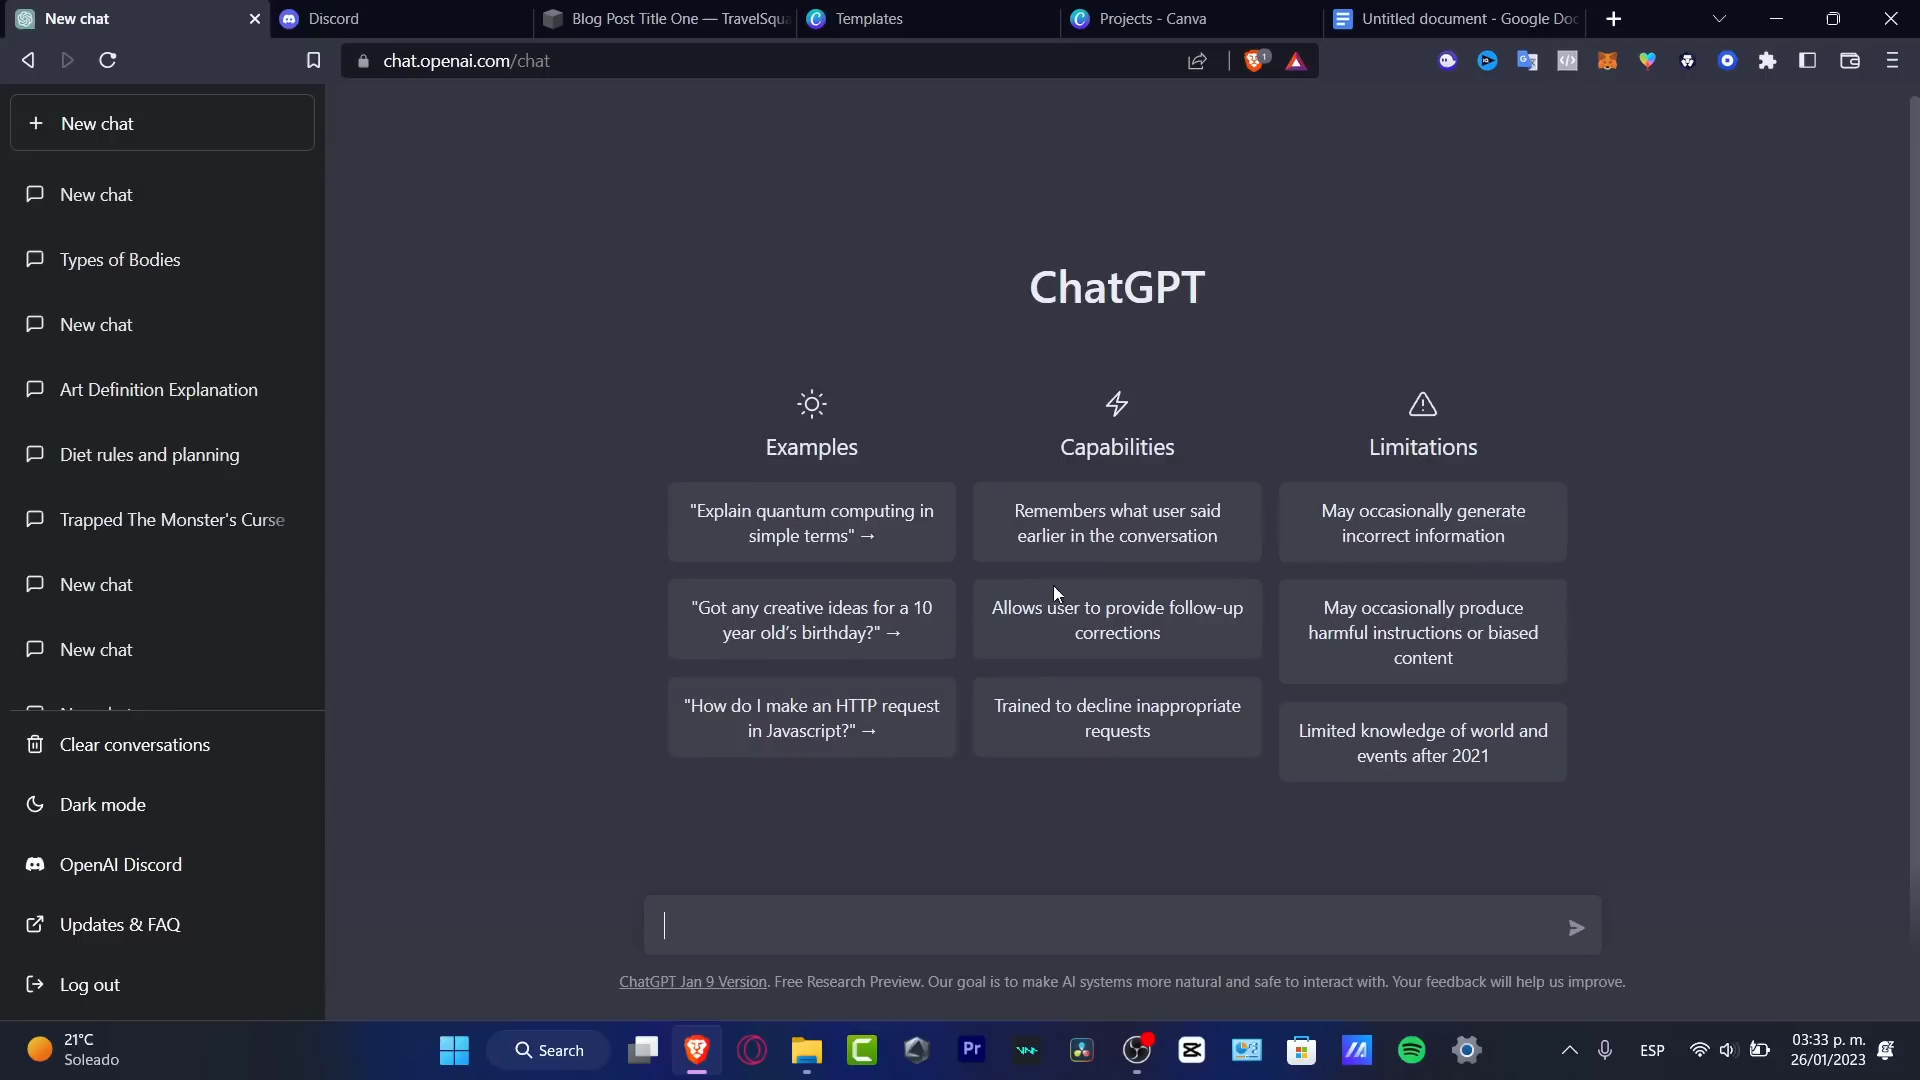 New chat
Discord
Blog Post Title One — TravelSqua
Templates
Projects - Canva
Untitled document - Google Doc
chat.openai.com/chat
1
New chat
New chat
Types of Bodies
New chat
Art Definition Explanation
Diet rules and planning
Trapped The Monster's Curse
New chat
New chat
Clear conversations
Dark mode
OpenAI Discord
Updates & FAQ
Log out
ChatGPT
Examples
"Explain quantum computing in
simple terms" →
"Got any creative ideas for a 10
year old’s birthday?" →
"How do I make an HTTP request
in Javascript?" →
Capabilities
Remembers what user said
earlier in the conversation
Allows user to provide follow-up
corrections
Trained to decline inappropriate
requests
Limitations
May occasionally generate
incorrect information
May occasionally produce
harmful instructions or biased
content
Limited knowledge of world and
events after 2021
ChatGPT Jan 9 Version. Free Research Preview. Our goal is to make AI systems more natural and safe to interact with. Your feedback will help us improve.
21°C
Soleado
Search
Pr
ESP
03:33 p. m.
26/01/2023